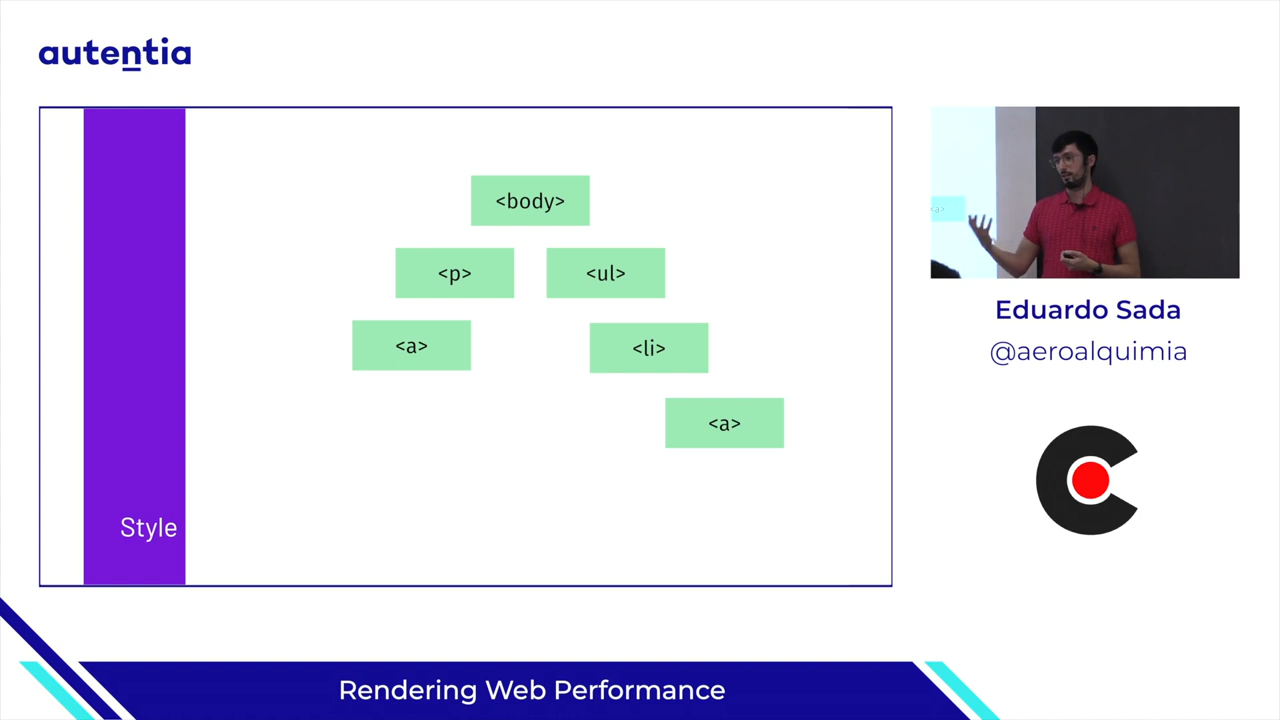 autentia
<body>
<p>
<ul>
<a>
<li>
<a>
Style
<a>
Eduardo Sada
@aeroalquimia
Rendering Web Performance